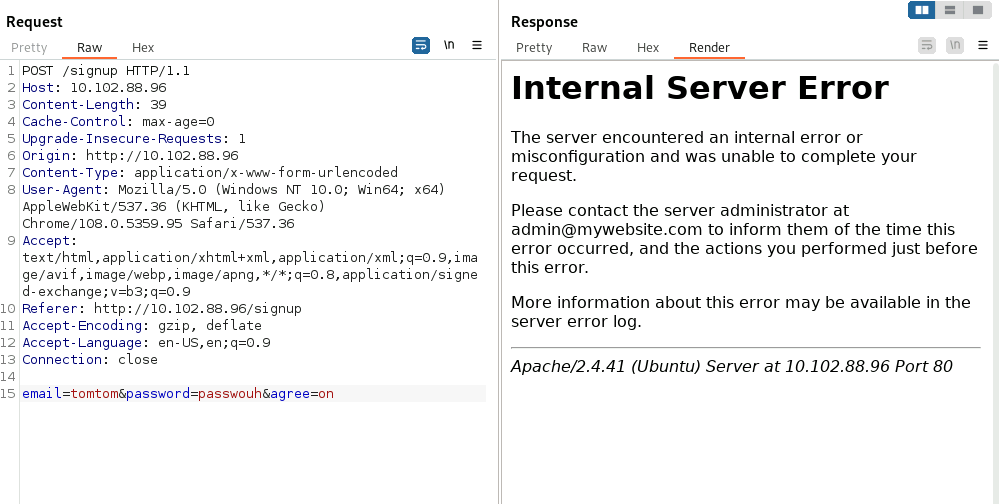 Request
Pretty Raw Hex
\n
1 POST /signup HTTP/1.1
2 Host: 10.102.88.96
3 Content-Length: 39
4 Cache-Control: max-age=0
5 Upgrade-Insecure-Requests: 1
6 Origin: http://10.102.88.96
7 Content-Type: application/x-www-form-urlencoded
8 User-Agent: Mozilla/5.0 (Windows NT 10.0; Win64; x64)
AppleWebKit/537.36 (KHTML, like Gecko)
Chrome/108.0.5359.95 Safari/537.36
9 Accept:
text/html,application/xhtml+xml,application/xml;q=0.9,ima
ge/avif,image/webp,image/apng,*/*;q=0.8,application/signe
d-exchange;v=b3;q=0.9
10 Referer: http://10.102.88.96/signup
11 Accept-Encoding: gzip, deflate
12 Accept-Language: en-US,en;q=0.9
13 Connection: close
14
15 email=tomtom&password=passwouh&agree=on
Response
Pretty Raw Hex Render
\n
Internal Server Error
The server encountered an internal error or
misconfiguration and was unable to complete your
request.
Please contact the server administrator at
admin@mywebsite.com to inform them of the time this
error occurred, and the actions you performed just before
this error.
More information about this error may be available in the
server error log.
Apache/2.4.41 (Ubuntu) Server at 10.102.88.96 Port 80